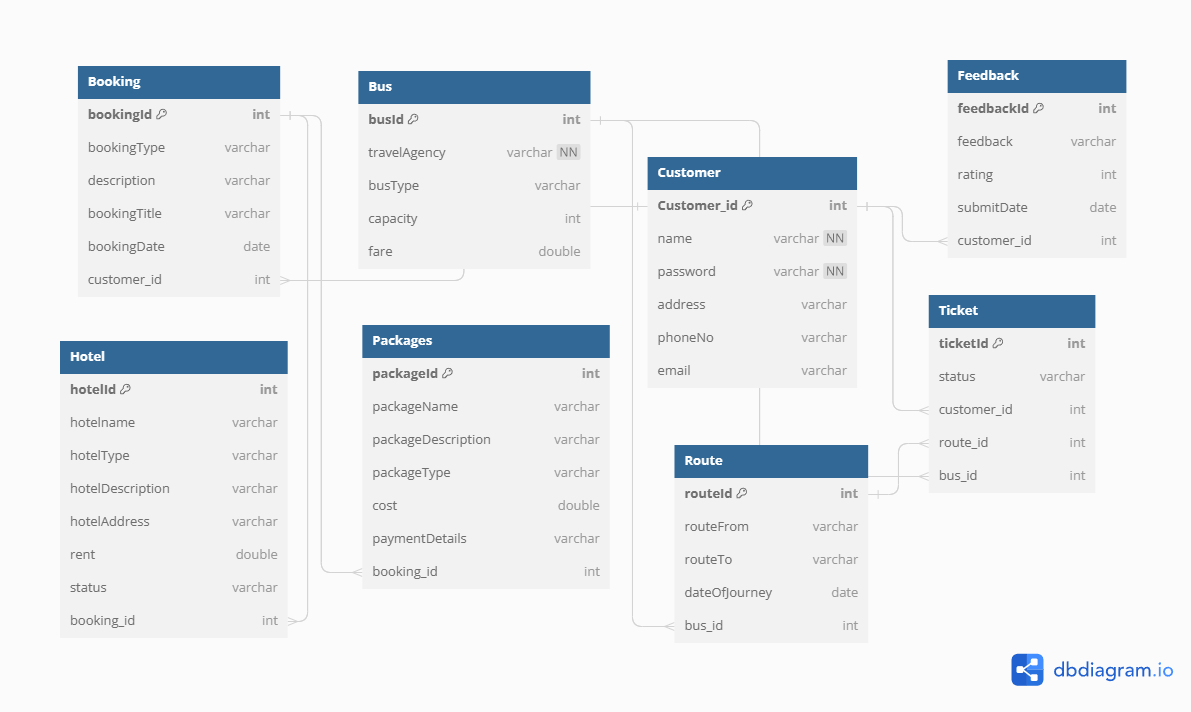 Booking
bookingId int
bookingType varchar
description varchar
bookingTitle varchar
bookingDate date
customer_id int
Bus
busId int
travelAgency varchar NN
busType varchar
capacity int
fare double
Customer
Customer_id int
name varchar NN
password varchar NN
address varchar
phoneNo varchar
email varchar
Feedback
feedbackId int
feedback varchar
rating int
submitDate date
customer_id int
Hotel
hotelId int
hotelname varchar
hotelType varchar
hotelDescription varchar
hotelAddress varchar
rent double
status varchar
booking_id int
Packages
packageId int
packageName varchar
packageDescription varchar
packageType varchar
cost double
paymentDetails varchar
booking_id int
Route
routeId int
routeFrom varchar
routeTo varchar
dateOfJourney date
bus_id int
Ticket
ticketId int
status varchar
customer_id int
route_id int
bus_id int
dbdiagram.io